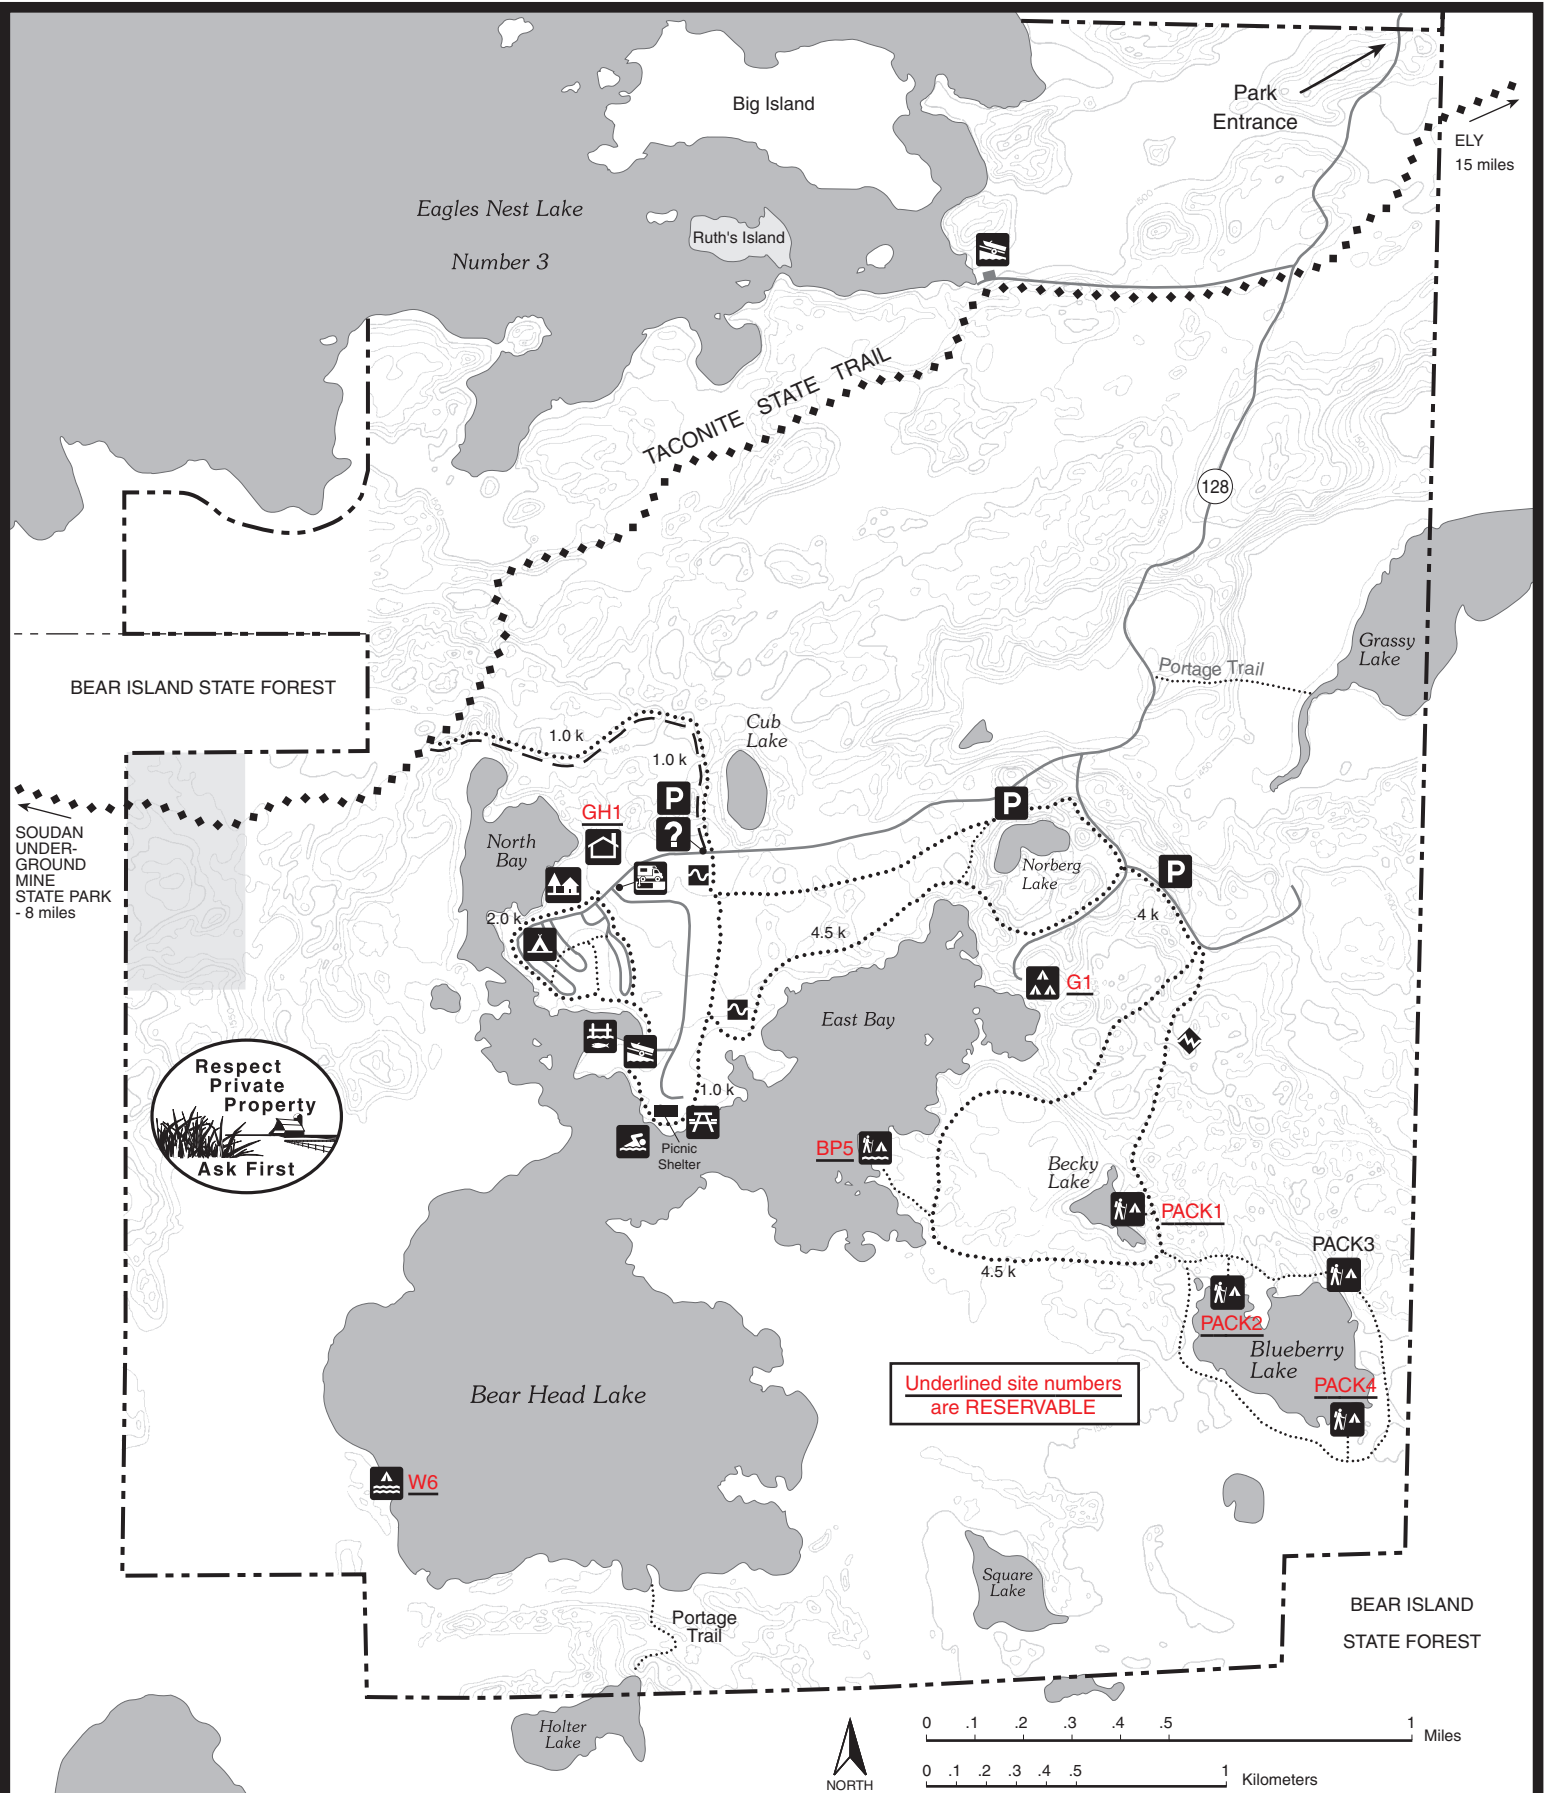 Big Island
Park
Entrance
ELY
15 miles
Eagles Nest Lake
Number 3
Ruth's Island
TACONITE STATE TRAIL
128
Grassy
Lake
Portage Trail
BEAR ISLAND STATE FOREST
Cub
Lake
1.0 k
1.0 k
P
?
GH1
P
SOUDAN
UNDER-
GROUND
MINE
STATE PARK
- 8 miles
North
Bay
Norberg
Lake
P
2.0 k
.4 k
4.5 k
G1
East Bay
Respect
Private
Property
Ask First
1.0 k
Picnic
Shelter
BP5
Becky
Lake
PACK1
PACK3
4.5 k
PACK2
Blueberry
Lake
PACK4
Underlined site numbers
are RESERVABLE
Bear Head Lake
W6
Square
Lake
Portage
Trail
BEAR ISLAND
STATE FOREST
Holter
Lake
NORTH
0 .1 .2 .3 .4 .5 1 Miles
0 .1 .2 .3 .4 .5 1 Kilometers